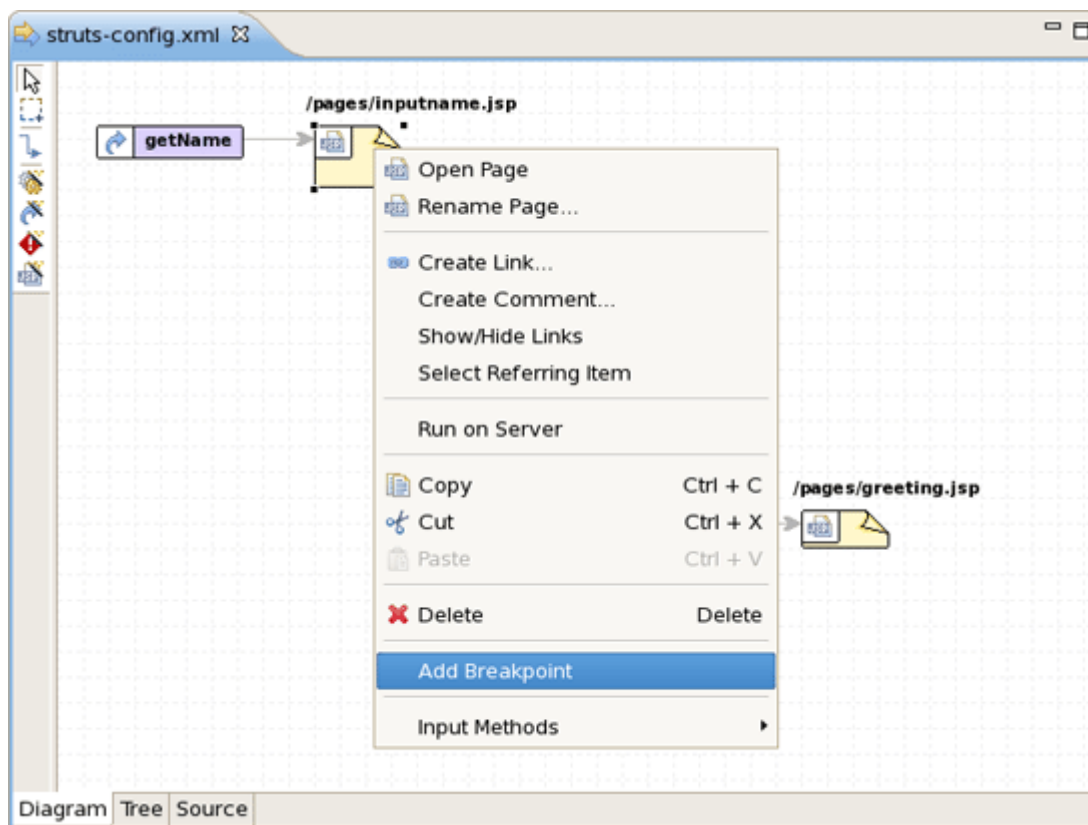 struts-config.xml
/pages/inputname.jsp
getName
Open Page
Rename Page...
Create Link...
Create Comment...
Show/Hide Links
Select Referring Item
Run on Server
Copy Ctrl + C
/pages/greeting.jsp
Cut Ctrl + X
Paste Ctrl + V
Delete Delete
Add Breakpoint
Input Methods
Diagram Tree Source